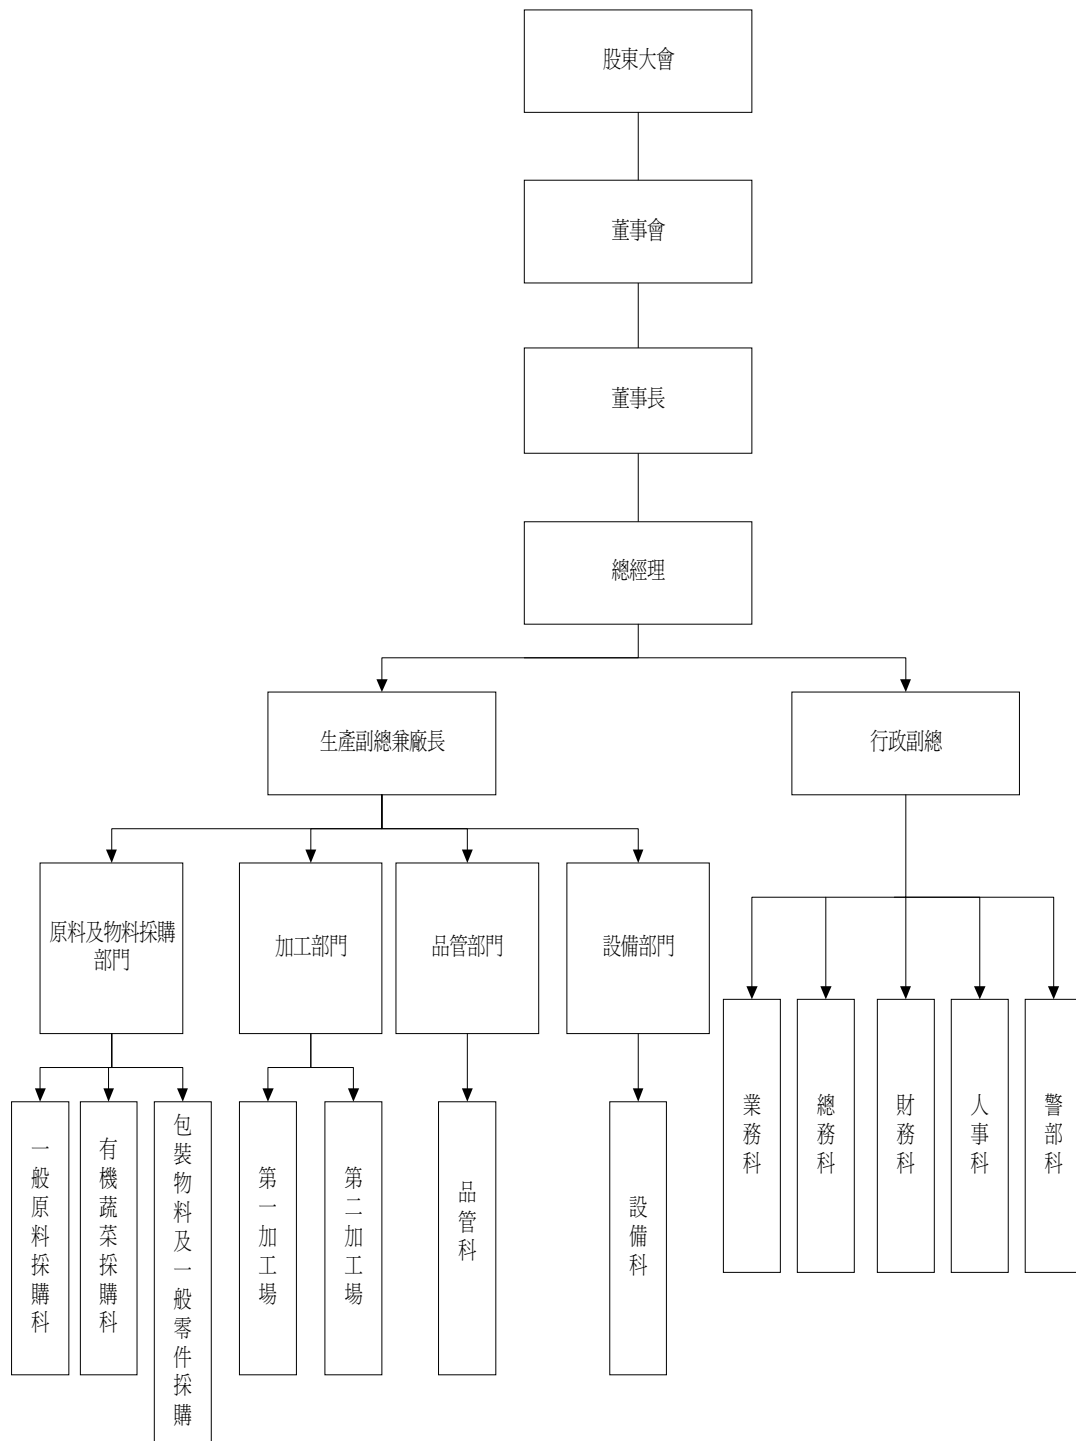 股東大會
董事會
董事長
總經理
生產副總兼廠長
行政副總
原料及物料採購
部門
加工部門
品管部門
設備部門
業務科
總務科
財務科
人事科
警部科
一般原料採購科
有機蔬菜採購科
包裝物料及一般零件採購
第一加工場
第二加工場
品管科
設備科